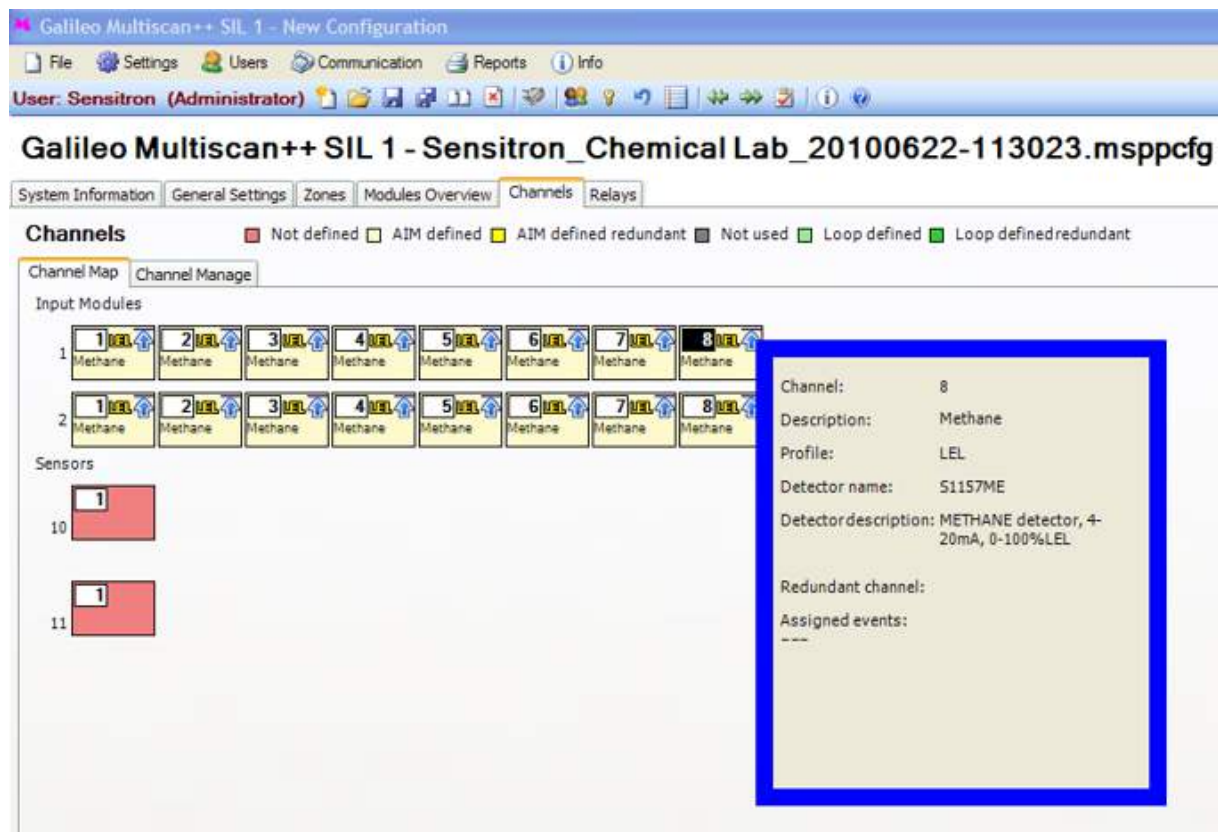 Galileo Multiscan++ SIL 1 - New Configuration
File Settings Users Communication Reports Info
User: Sensitron (Administrator)
Galileo Multiscan++ SIL 1 - Sensitron_Chemical Lab_20100622-113023.msppcfg
System Information General Settings Zones Modules Overview Channels Relays
Channels Not defined AIM defined AIM defined redundant Not used Loop defined Loop definedredundant
Channel Map Channel Manage
Input Modules
1 1 LEL 2 LEL 3 LEL 4 LEL 5 LEL 6 LEL 7 LEL 8 LEL
Methane Methane Methane Methane Methane Methane Methane Methane
2 1 LEL 2 LEL 3 LEL 4 LEL 5 LEL 6 LEL 7 LEL 8 LEL
Methane Methane Methane Methane Methane Methane Methane Methane
Sensors
10 1
11 1
Channel: 8
Description: Methane
Profile: LEL
Detector name: S1157ME
Detectordescription: METHANE detector, 4-
20mA, 0-100%LEL
Redundant channel:
Assigned events:
---